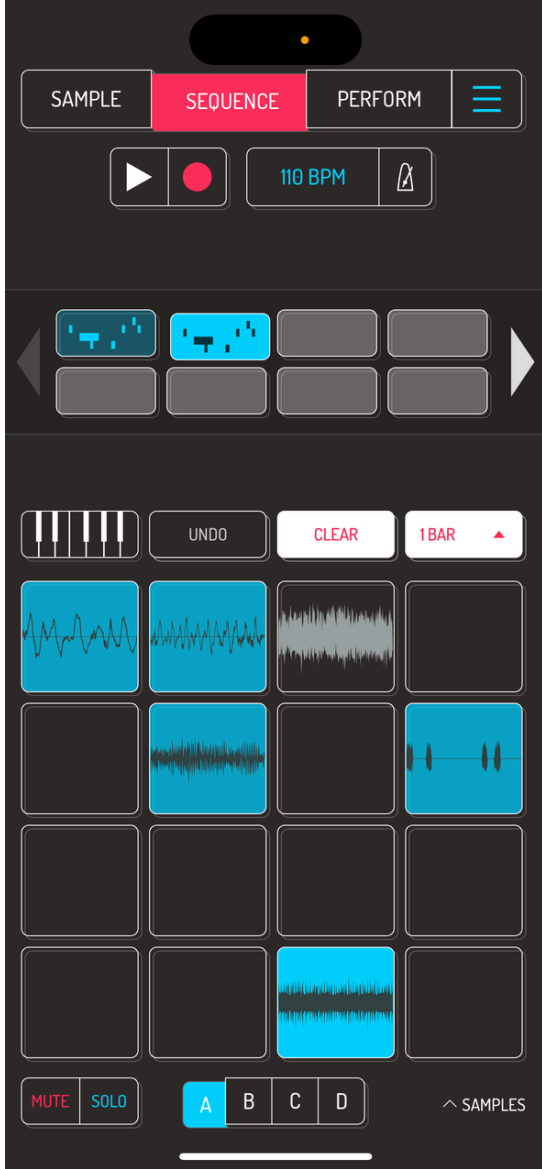 SAMPLE SEQUENCE PERFORM
110 BPM
UNDO CLEAR 1 BAR
MUTE SOLO A B C D SAMPLES